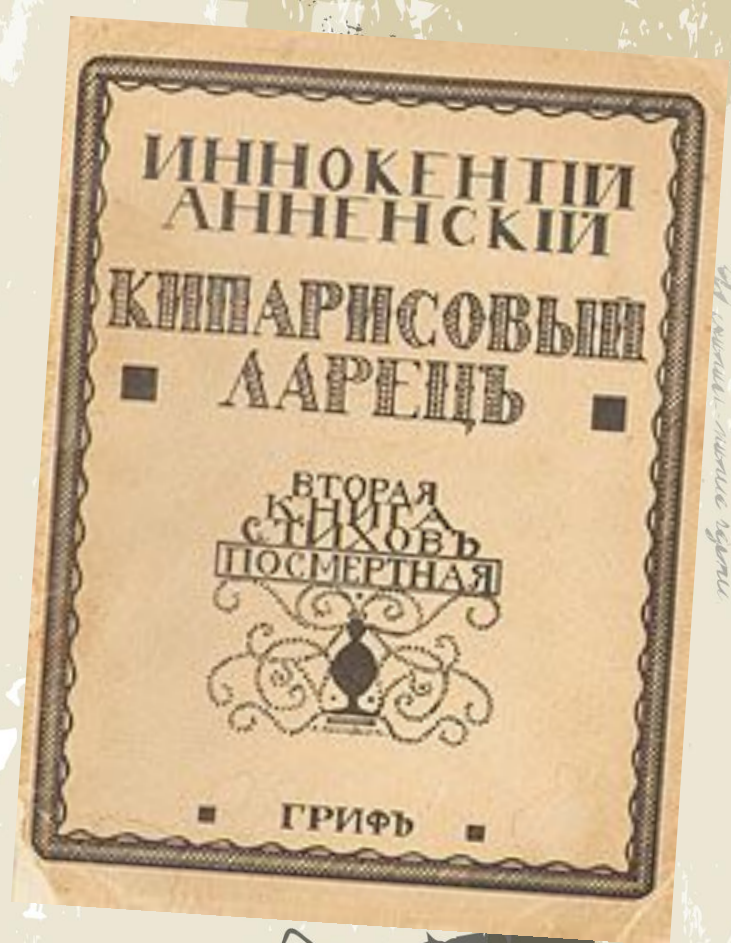 ИННОКЕНТІЙ
АННЕНСКІЙ
КИПАРИСОВЫЙ
ЛАРЕЦЪ
ВТОРАЯ
КНИГА
СТИХОВЪ
ПОСМЕРТНАЯ
ГРИФЪ